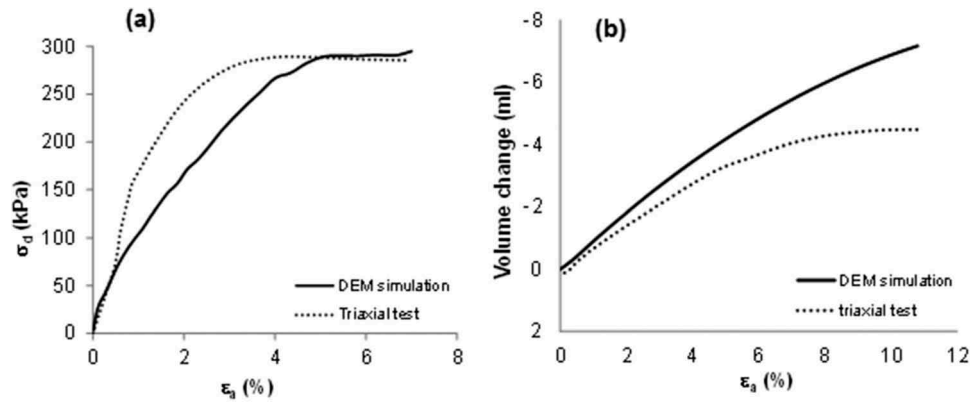 (a)
300
250
200
150
100
50
0
σd (kPa)
DEM simulation
Triaxial test
0 2 4 6 8
εa (%)
(b)
-8
-6
-4
-2
0
2
Volume change (ml)
DEM simulation
triaxial test
0 2 4 6 8 10 12
εa (%)